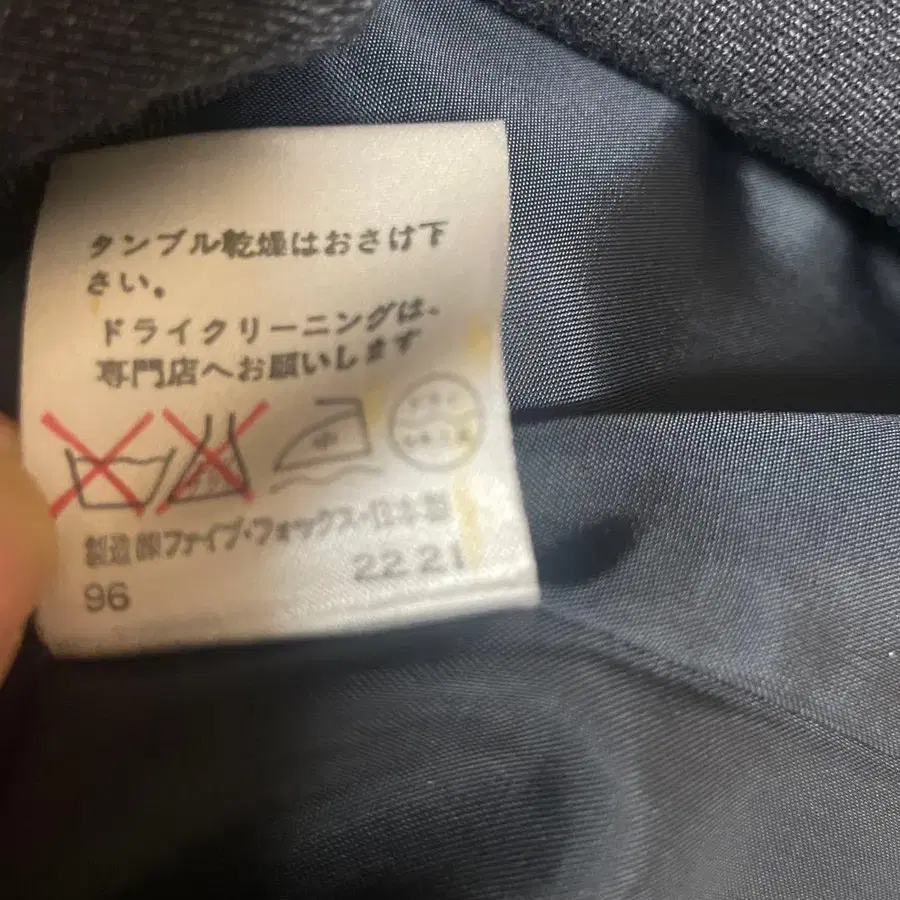 タンブル乾燥はおさけ下
さい。
ドライクリーニングは、
専門店へお願いします
中
製造 ㈱ファイブ・フォックス・日本製
22 21
96